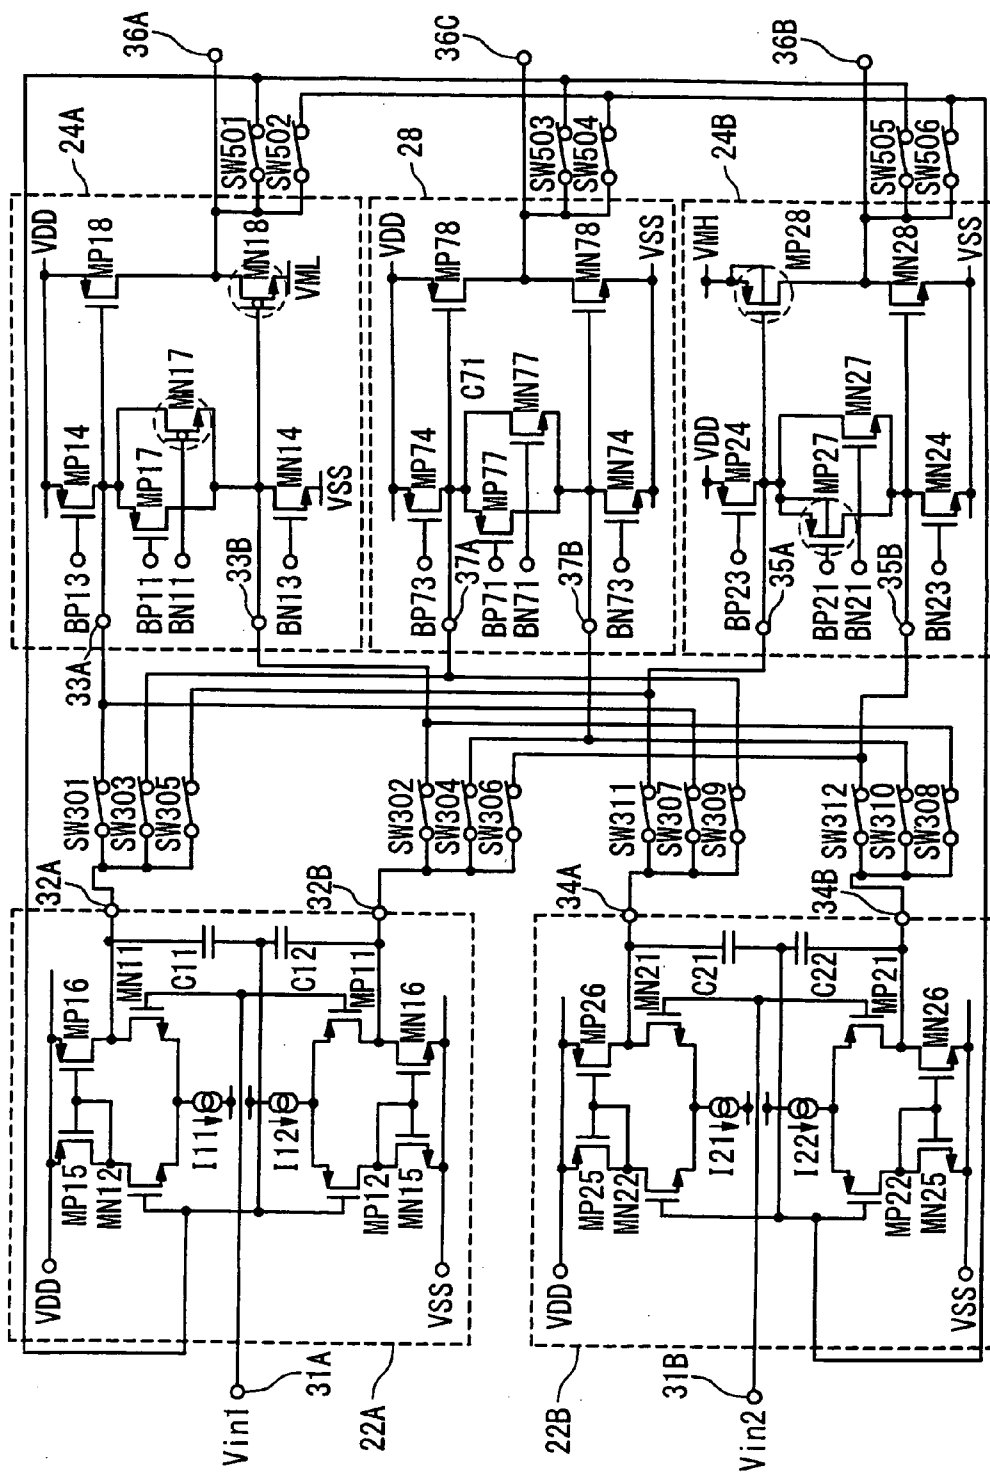 36A
36C
36B
24A
28
24B
SW501
SW502
SW503
SW504
SW505
SW506
VDD
MP18
MN18
VML
MP14
MN17
MP17
MN14
VSS
BP13
BP11
BN11
33B
BN13
33A
VDD
MP78
MN78
VSS
C71
MP74
MN77
MP77
MN74
BP73
37A
BP71
BN71
37B
BN73
VMH
MP28
MN28
VSS
VDD
MP24
MN27
MP27
MN24
BP23
35A
BP21
BN21
35B
BN23
SW301
SW303
SW305
SW302
SW304
SW306
SW311
SW307
SW309
SW312
SW310
SW308
32A
32B
34A
34B
MP16
MN11
C11
C12
MP11
MN16
I11
I12
MP15
MN12
MP12
MN15
VDD
VSS
MP26
MN21
C21
C22
MP21
MN26
I21
I22
MP25
MN22
MP22
MN25
VDD
VSS
Vin1
31A
22A
22B
31B
Vin2